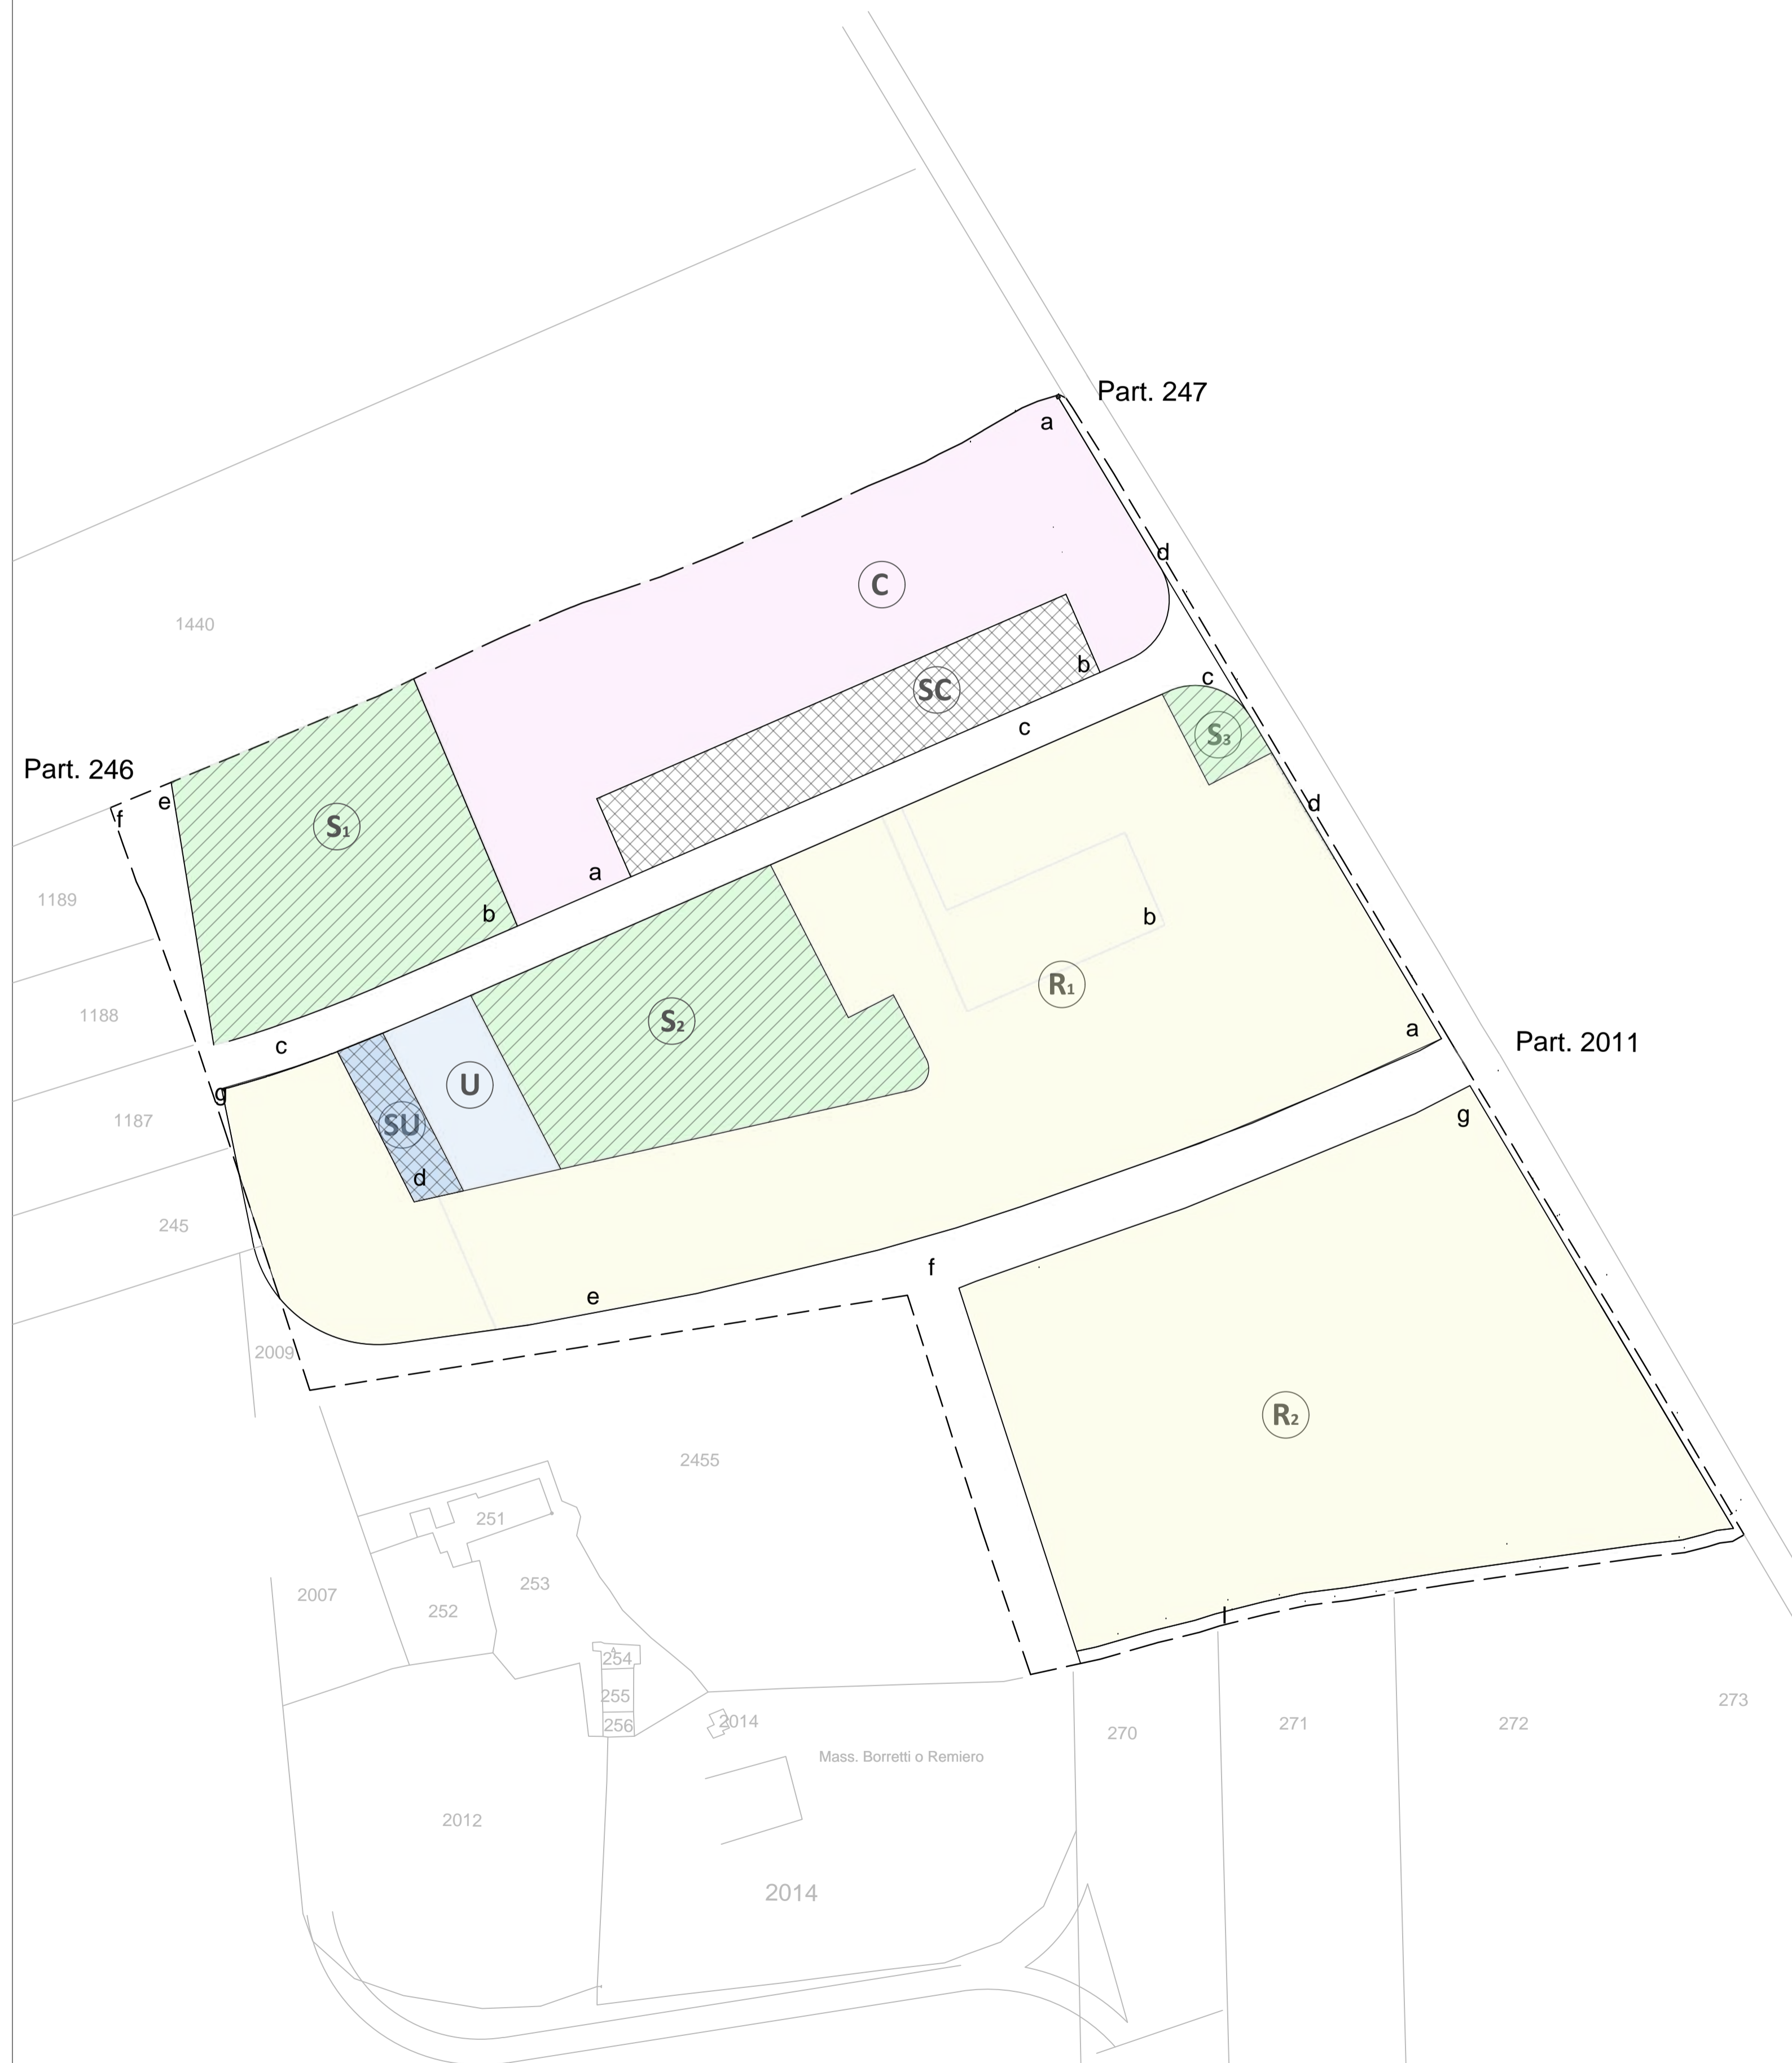 Part. 247
a
d
C
1440
b
SC
c
c
S3
Part. 246
e
f
S1
d
a
1189
b
b
R1
S2
1188
c
a
Part. 2011
U
g
1187
SU
g
d
245
f
e
2009
R2
2455
251
253
2007
252
l
254
255
256
2014
270
271
272
273
Mass. Borretti o Remiero
2012
2014